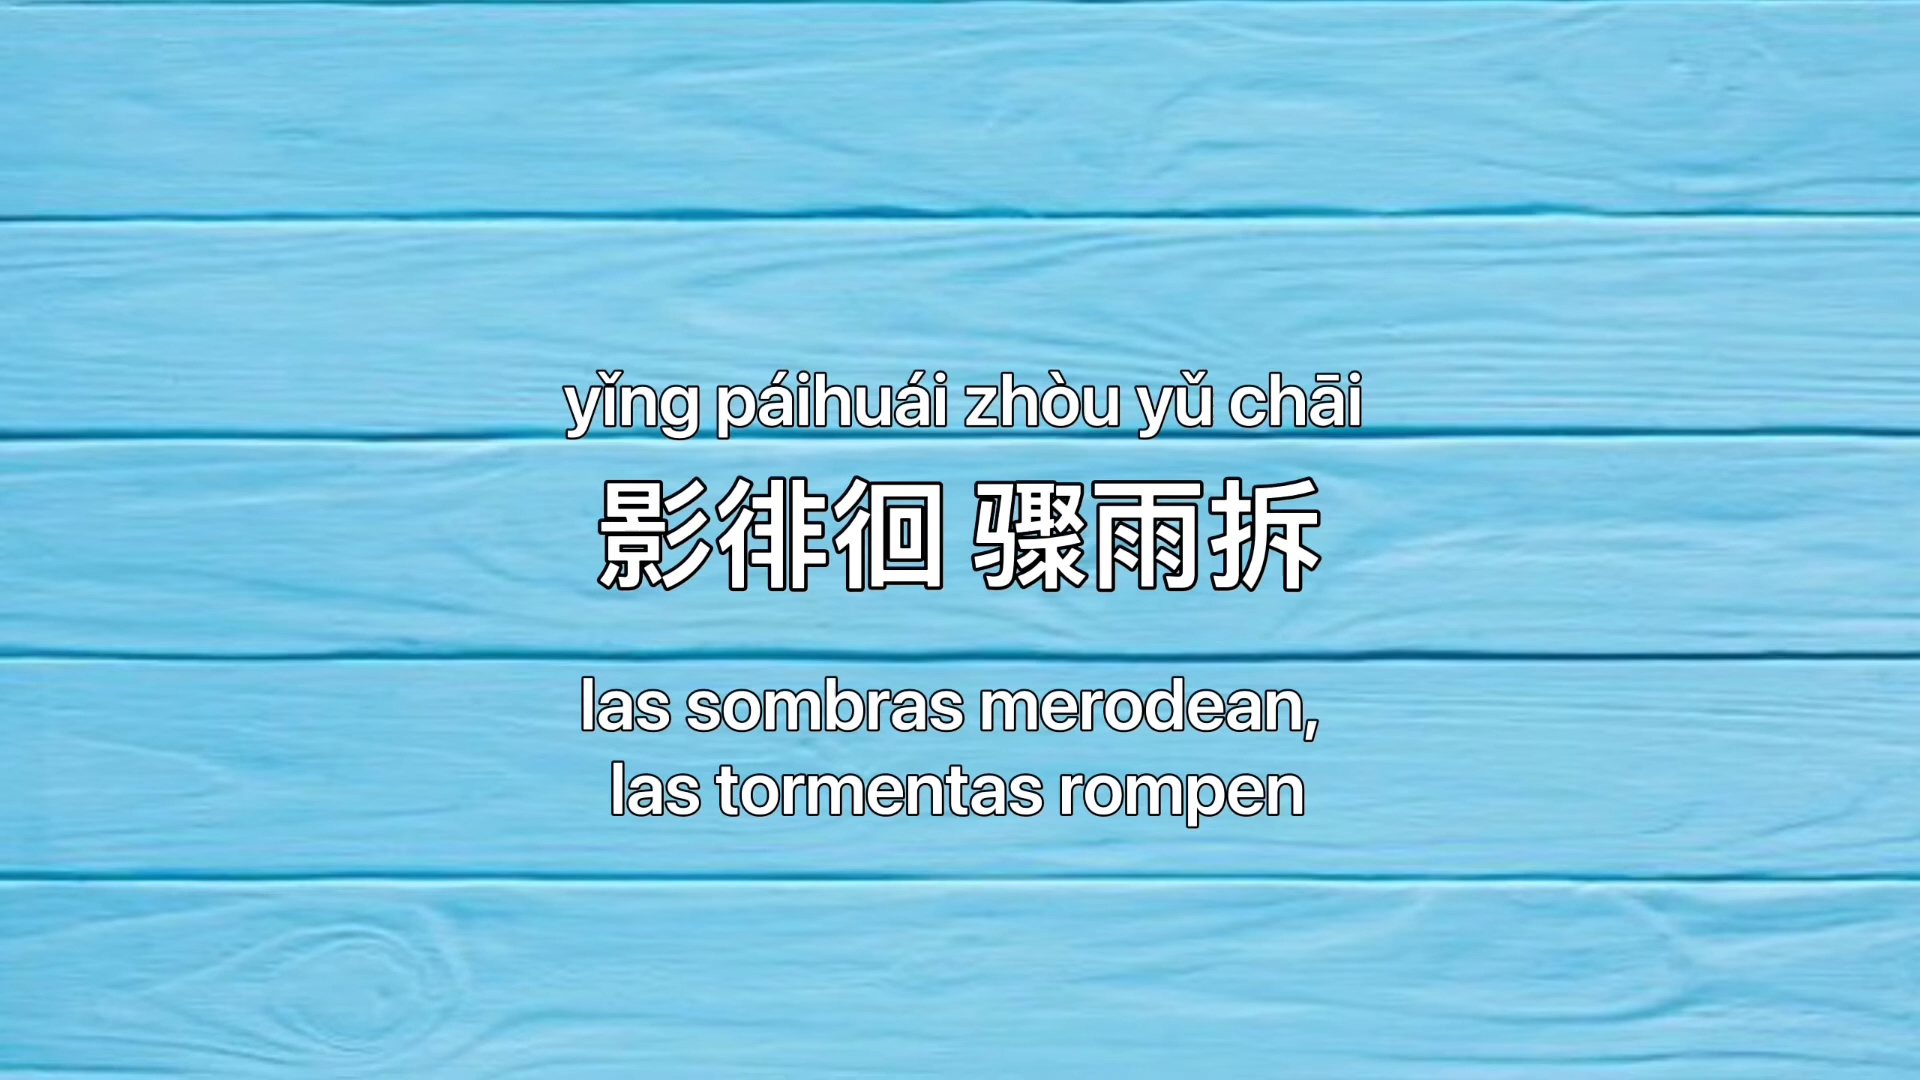 yǐng páihuái zhòu yǔ chāi
影徘徊 骤雨拆
las sombras merodean,
las tormentas rompen